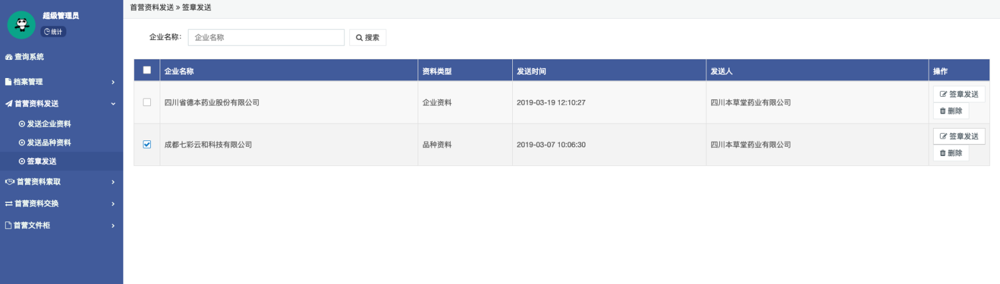 超级管理员
统计
查询系统
档案管理
首营资料发送
发送企业资料
发送品种资料
签章发送
首营资料索取
首营资料交换
首营文件柜
首营资料发送 » 签章发送
企业名称： 企业名称 搜索
企业名称 资料类型 发送时间 发送人 操作
四川省德本药业股份有限公司 企业资料 2019-03-19 12:10:27 四川本草堂药业有限公司 签章发送
删除
成都七彩云和科技有限公司 品种资料 2019-03-07 10:06:30 四川本草堂药业有限公司 签章发送
删除